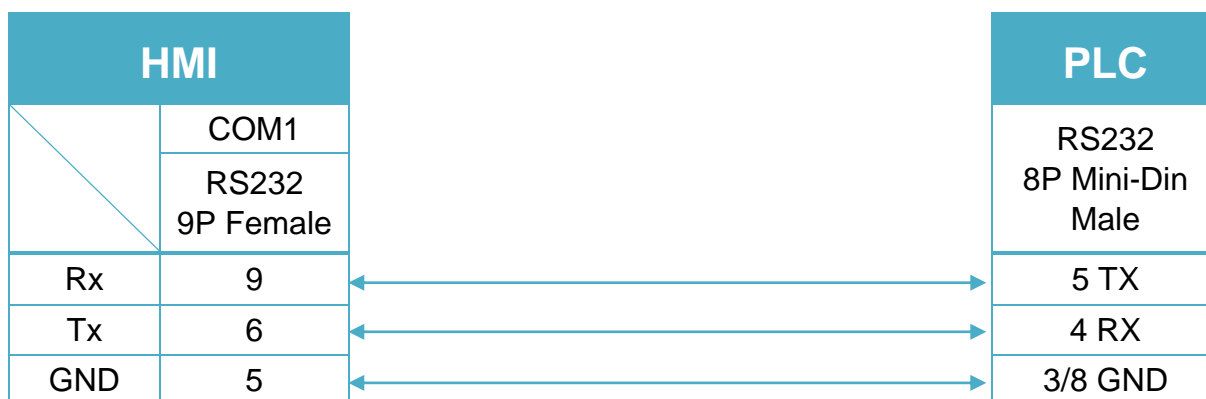 HMI
PLC
COM1
RS232
9P Female
RS232
8P Mini-Din
Male
Rx 9 5 TX
Tx 6 4 RX
GND 5 3/8 GND